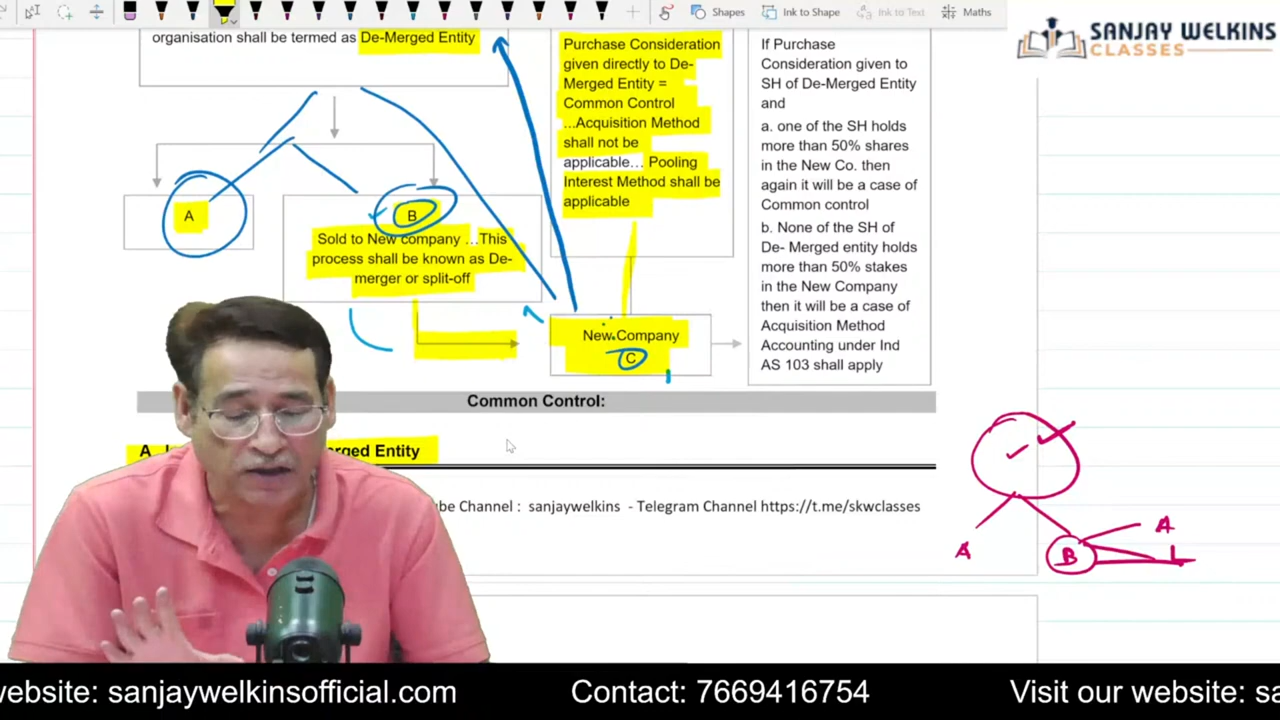 Shapes
Ink to Shape
Ink to Text
Maths
SANJAY WELKINS
CLASSES
organisation shall be termed as De-Merged Entity
A
B
Sold to New company ...This
process shall be known as De-
merger or split-off
Purchase Consideration
given directly to De-
Merged Entity =
Common Control
...Acquisition Method
shall not be
applicable... Pooling
Interest Method shall be
applicable
New Company
C
If Purchase
Consideration given to
SH of De-Merged Entity
and
a. one of the SH holds
more than 50% shares
in the New Co. then
again it will be a case of
Common control
b. None of the SH of
De- Merged entity holds
more than 50% stakes
in the New Company
then it will be a case of
Acquisition Method
Accounting under Ind
AS 103 shall apply
Common Control:
A
Entity
Channel : sanjaywelkins - Telegram Channel https://t.me/skwclasses
A
B
A
L
website: sanjaywelkinsofficial.com Contact: 7669416754 Visit our website: